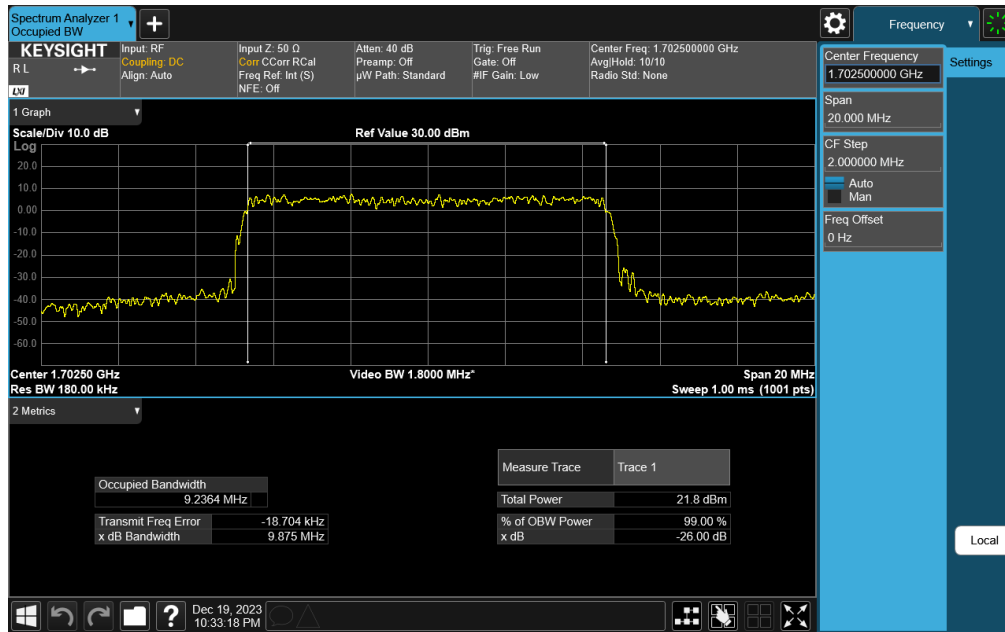 Spectrum Analyzer 1
Occupied BW
Frequency
KEYSIGHT
R L
LXI
Input: RF
Coupling: DC
Align: Auto
Input Z: 50 Ω
Corr CCorr RCal
Freq Ref: Int (S)
NFE: Off
Atten: 40 dB
Preamp: Off
µW Path: Standard
Trig: Free Run
Gate: Off
#IF Gain: Low
Center Freq: 1.702500000 GHz
Avg|Hold: 10/10
Radio Std: None
Center Frequency
1.702500000 GHz
Settings
Span
20.000 MHz
CF Step
2.000000 MHz
Auto
Man
Freq Offset
0 Hz
Local
1 Graph
Scale/Div 10.0 dB
Ref Value 30.00 dBm
Log
20.0
10.0
0.00
-10.0
-20.0
-30.0
-40.0
-50.0
-60.0
Center 1.70250 GHz
Video BW 1.8000 MHz*
Span 20 MHz
Res BW 180.00 kHz
Sweep 1.00 ms (1001 pts)
2 Metrics
Occupied Bandwidth
9.2364 MHz
Transmit Freq Error -18.704 kHz
x dB Bandwidth 9.875 MHz
Measure Trace Trace 1
Total Power 21.8 dBm
% of OBW Power 99.00 %
x dB -26.00 dB
Dec 19, 2023
10:33:18 PM